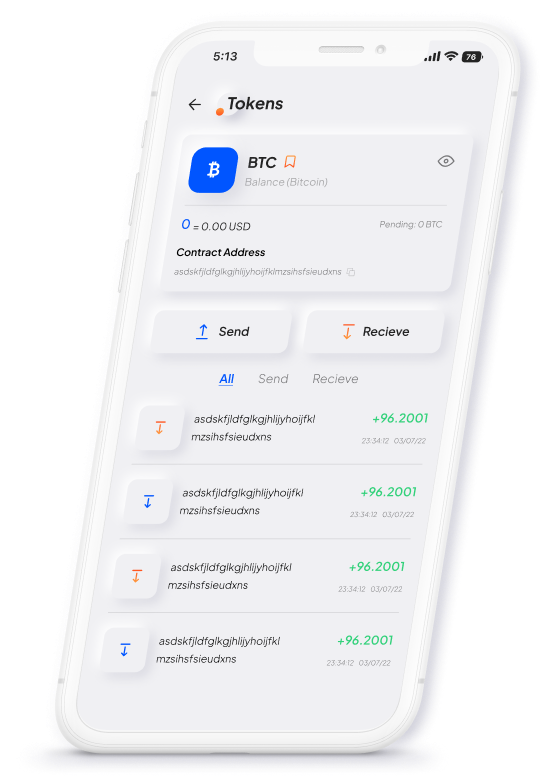 5:13
76
Tokens
BTC
Balance (Bitcoin)
0 = 0.00 USD
Pending: 0 BTC
Contract Address
asdskfjldfglkgjhlijyhoijfklmzsihsfsieudxns
Send
Recieve
All Send Recieve
asdskfjldfglkgjhlijyhoijfkl
mzsihsfsieudxns
+96.2001
23:34:12 03/07/22
asdskfjldfglkgjhlijyhoijfkl
mzsihsfsieudxns
+96.2001
23:34:12 03/07/22
asdskfjldfglkgjhlijyhoijfkl
mzsihsfsieudxns
+96.2001
23:34:12 03/07/22
asdskfjldfglkgjhlijyhoijfkl
mzsihsfsieudxns
+96.2001
23:34:12 03/07/22